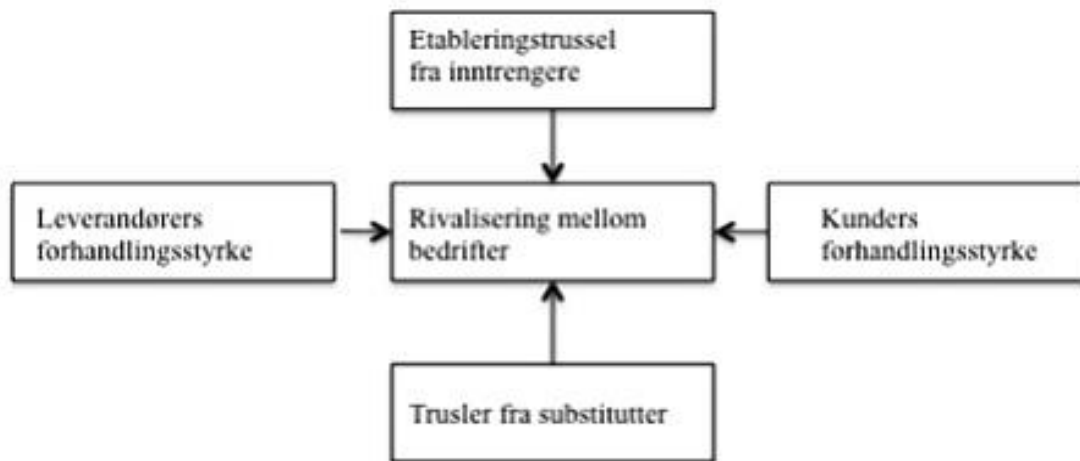 Etableringstrussel
fra inntrengere
Leverandørers
forhandlingsstyrke
Rivalisering mellom
bedrifter
Kunders
forhandlingsstyrke
Trusler fra substitutter